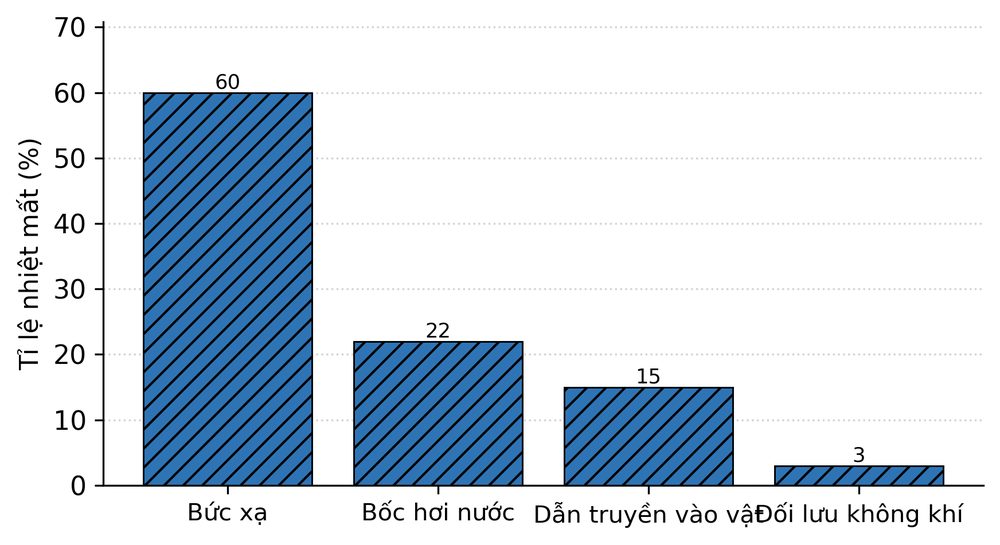 Tỉ lệ nhiệt mất (%)
70
60
50
40
30
20
10
0
60
22
15
3
Bức xạ
Bốc hơi nước
Dẫn truyền vào vật
Đối lưu không khí